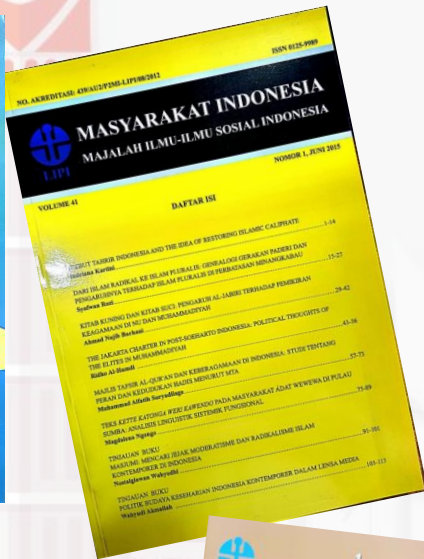 NO. AKREDITASI: 439/AU2/P2MI-LIPI/08/2012
ISSN 0125-9989
MASYARAKAT INDONESIA
MAJALAH ILMU-ILMU SOSIAL INDONESIA
LIPI
VOLUME 41
NOMOR 1, JUNI 2015
DAFTAR ISI
TAHRIR INDONESIA AND THE IDEA OF RESTORING ISLAMIC CALIPHATE
Kartini 1-14
DARI ISLAM RADIKAL KE ISLAM PLURALIS: GENEALOGI GERAKAN PADERI DAN
PENGARUHNYA TERHADAP ISLAM PLURALIS DI PERBATASAN MINANGKABAU
Syafwan Rozi 15-27
KITAB KUNING DAN KITAB SUCI: PENGARUH AL-JABIRI TERHADAP PEMIKIRAN
KEAGAMAAN DI NU DAN MUHAMMADIYAH
Ahmad Najib Burhani 29-42
THE JAKARTA CHARTER IN POST-SOEHARTO INDONESIA: POLITICAL THOUGHTS OF
THE ELITES IN MUHAMMADIYAH
Ridho Al-Hamdi 43-56
MAJLIS TAFSIR AL-QUR'AN DAN KEBERAGAMAAN DI INDONESIA: STUDI TENTANG
PERAN DAN KEDUDUKAN HADIS MENURUT MTA
Muhammad Alfatih Suryadilaga 57-73
TEKS KETTE KATONGA WERI KAWENDO PADA MASYARAKAT ADAT WEWEWA DI PULAU
SUMBA: ANALISIS LINGUISTIK SISTEMIK FUNGSIONAL
Magdalena Ngongo 75-89
TINJAUAN BUKU
MASJUMI: MENCARI JEJAK MODERATISME DAN RADIKALISME ISLAM
KONTEMPORER DI INDONESIA
Nostalgiawan Wahyudhi 91-101
TINJAUAN BUKU
POLITIK BUDAYA KESEHARIAN INDONESIA KONTEMPORER DALAM LENSA MEDIA
Wahyudi Akmaliah 103-113